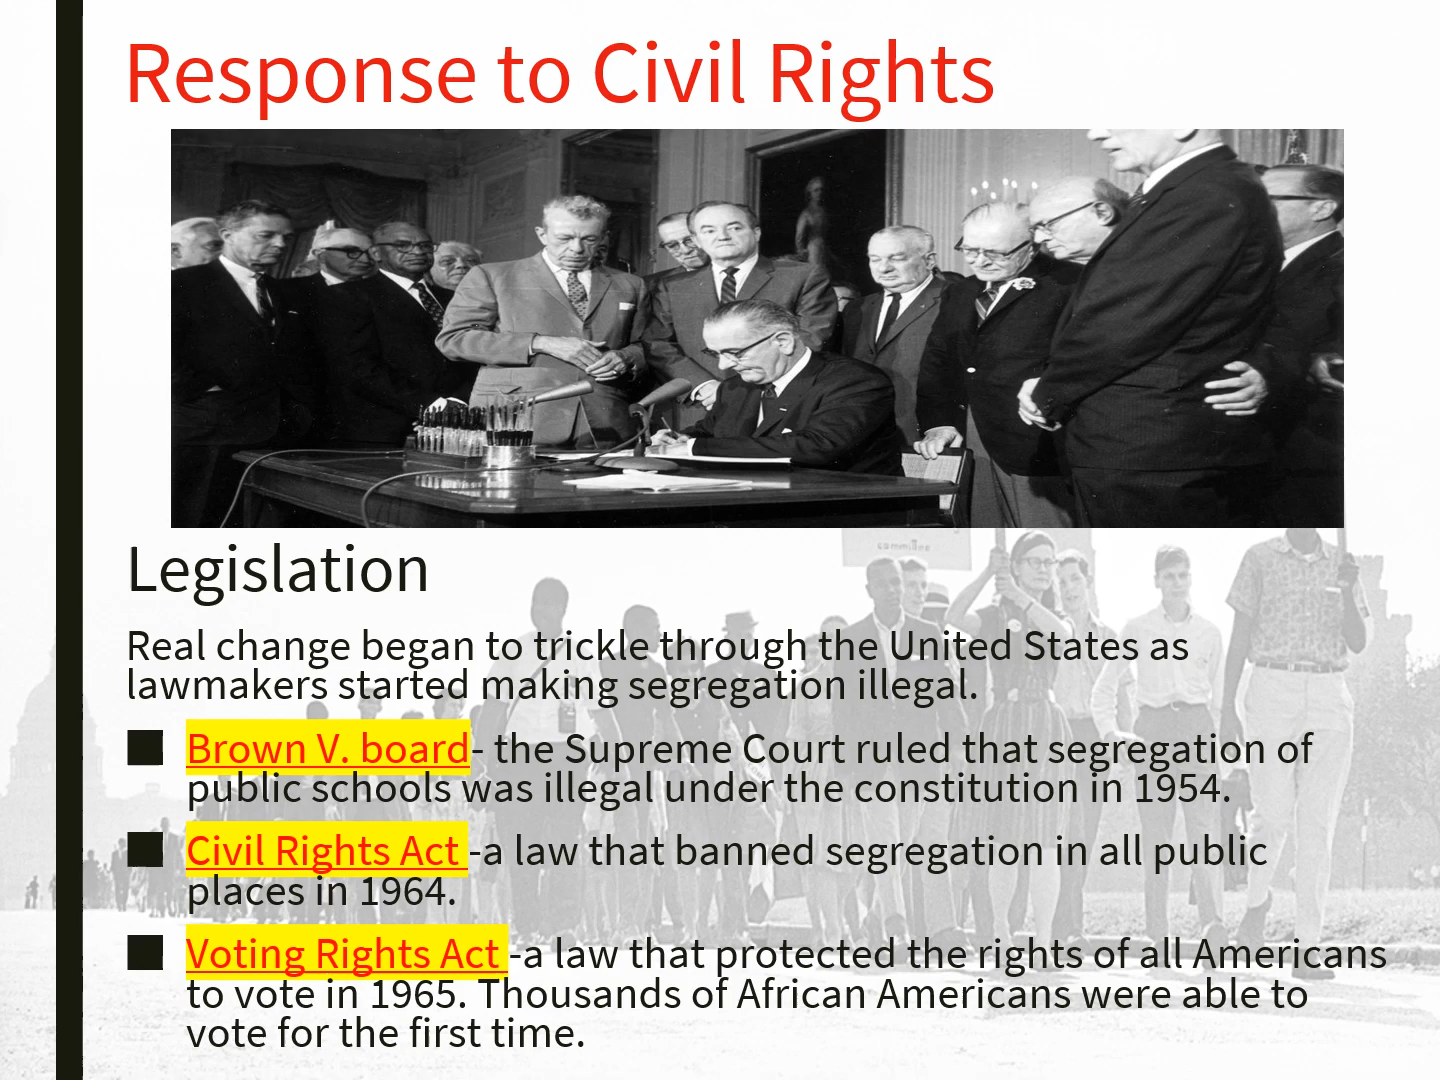 Response to Civil Rights
committee
Legislation
Real change began to trickle through the United States as
lawmakers started making segregation illegal.
Brown V. board- the Supreme Court ruled that segregation of
public schools was illegal under the constitution in 1954.
Civil Rights Act -a law that banned segregation in all public
places in 1964.
Voting Rights Act -a law that protected the rights of all Americans
to vote in 1965. Thousands of African Americans were able to
vote for the first time.